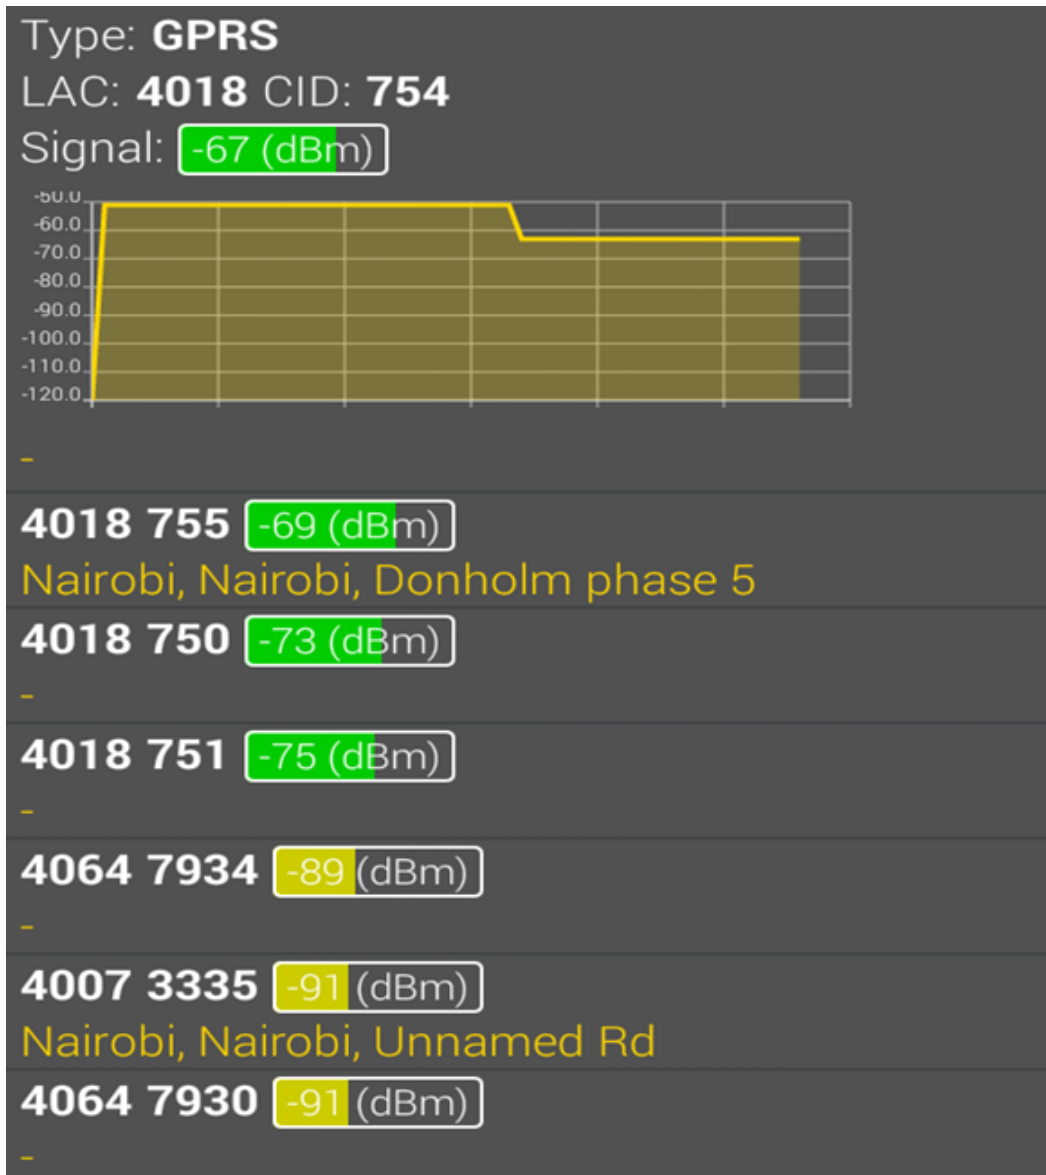 Type: GPRS
LAC: 4018 CID: 754
Signal: -67 (dBm)
-50.0
-60.0
-70.0
-80.0
-90.0
-100.0
-110.0
-120.0
-
4018 755 -69 (dBm)
Nairobi, Nairobi, Donholm phase 5
4018 750 -73 (dBm)
-
4018 751 -75 (dBm)
-
4064 7934 -89 (dBm)
-
4007 3335 -91 (dBm)
Nairobi, Nairobi, Unnamed Rd
4064 7930 -91 (dBm)
-